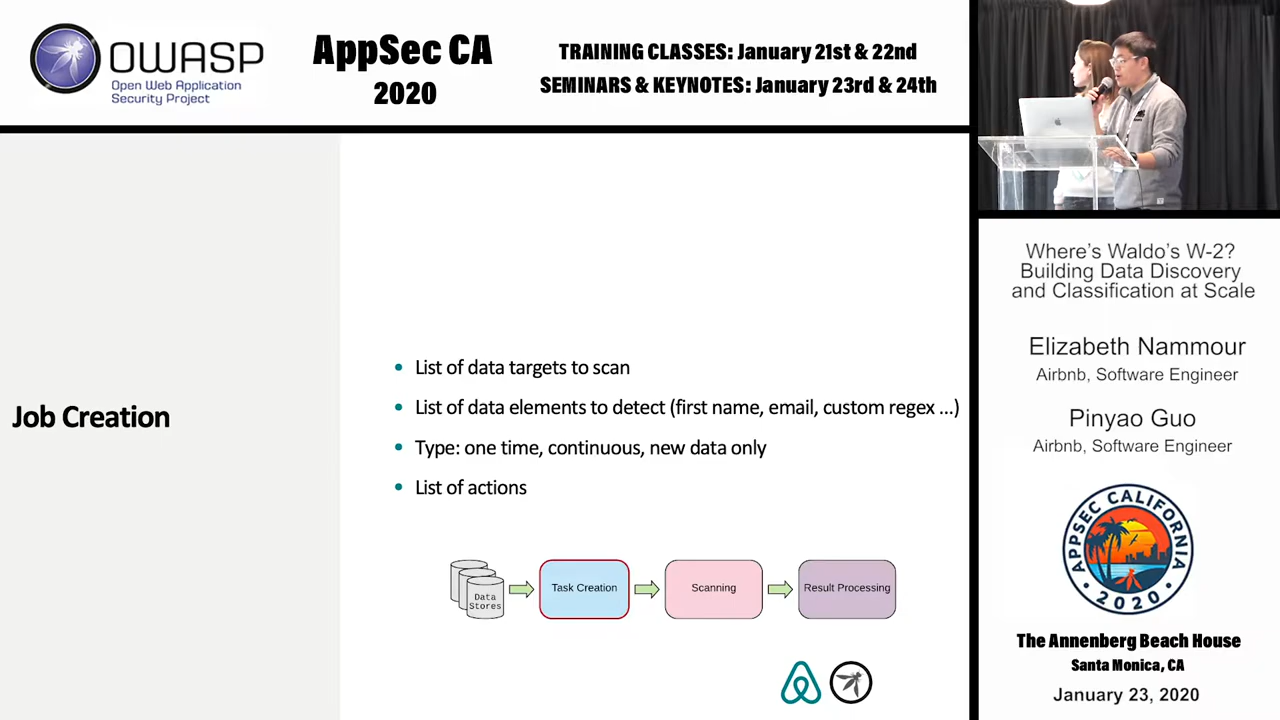 OWASP
Open Web Application
Security Project
AppSec CA
2020
TRAINING CLASSES: January 21st & 22nd
SEMINARS & KEYNOTES: January 23rd & 24th
Job Creation
• List of data targets to scan
• List of data elements to detect (first name, email, custom regex ...)
• Type: one time, continuous, new data only
• List of actions
Data
Stores
Task Creation
Scanning
Result Processing
Where's Waldo's W-2?
Building Data Discovery
and Classification at Scale
Elizabeth Nammour
Airbnb, Software Engineer
Pinyao Guo
Airbnb, Software Engineer
APPSEC CALIFORNIA
• 2020 •
The Annenberg Beach House
Santa Monica, CA
January 23, 2020